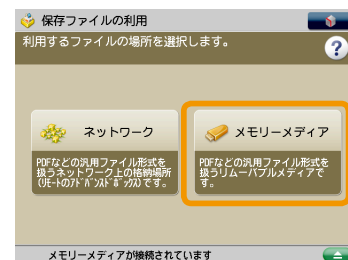 保存ファイルの利用
利用するファイルの場所を選択します。
?
ネットワーク
メモリーメディア
PDFなどの汎用ファイル形式を
扱うネットワーク上の格納場所
(ﾘﾓｰﾄのｱﾄﾞﾊﾞﾝｽﾄﾞﾎﾞｯｸｽ)です。
PDFなどの汎用ファイル形式を
扱うリムーバブルメディアで
す。
メモリーメディアが接続されています